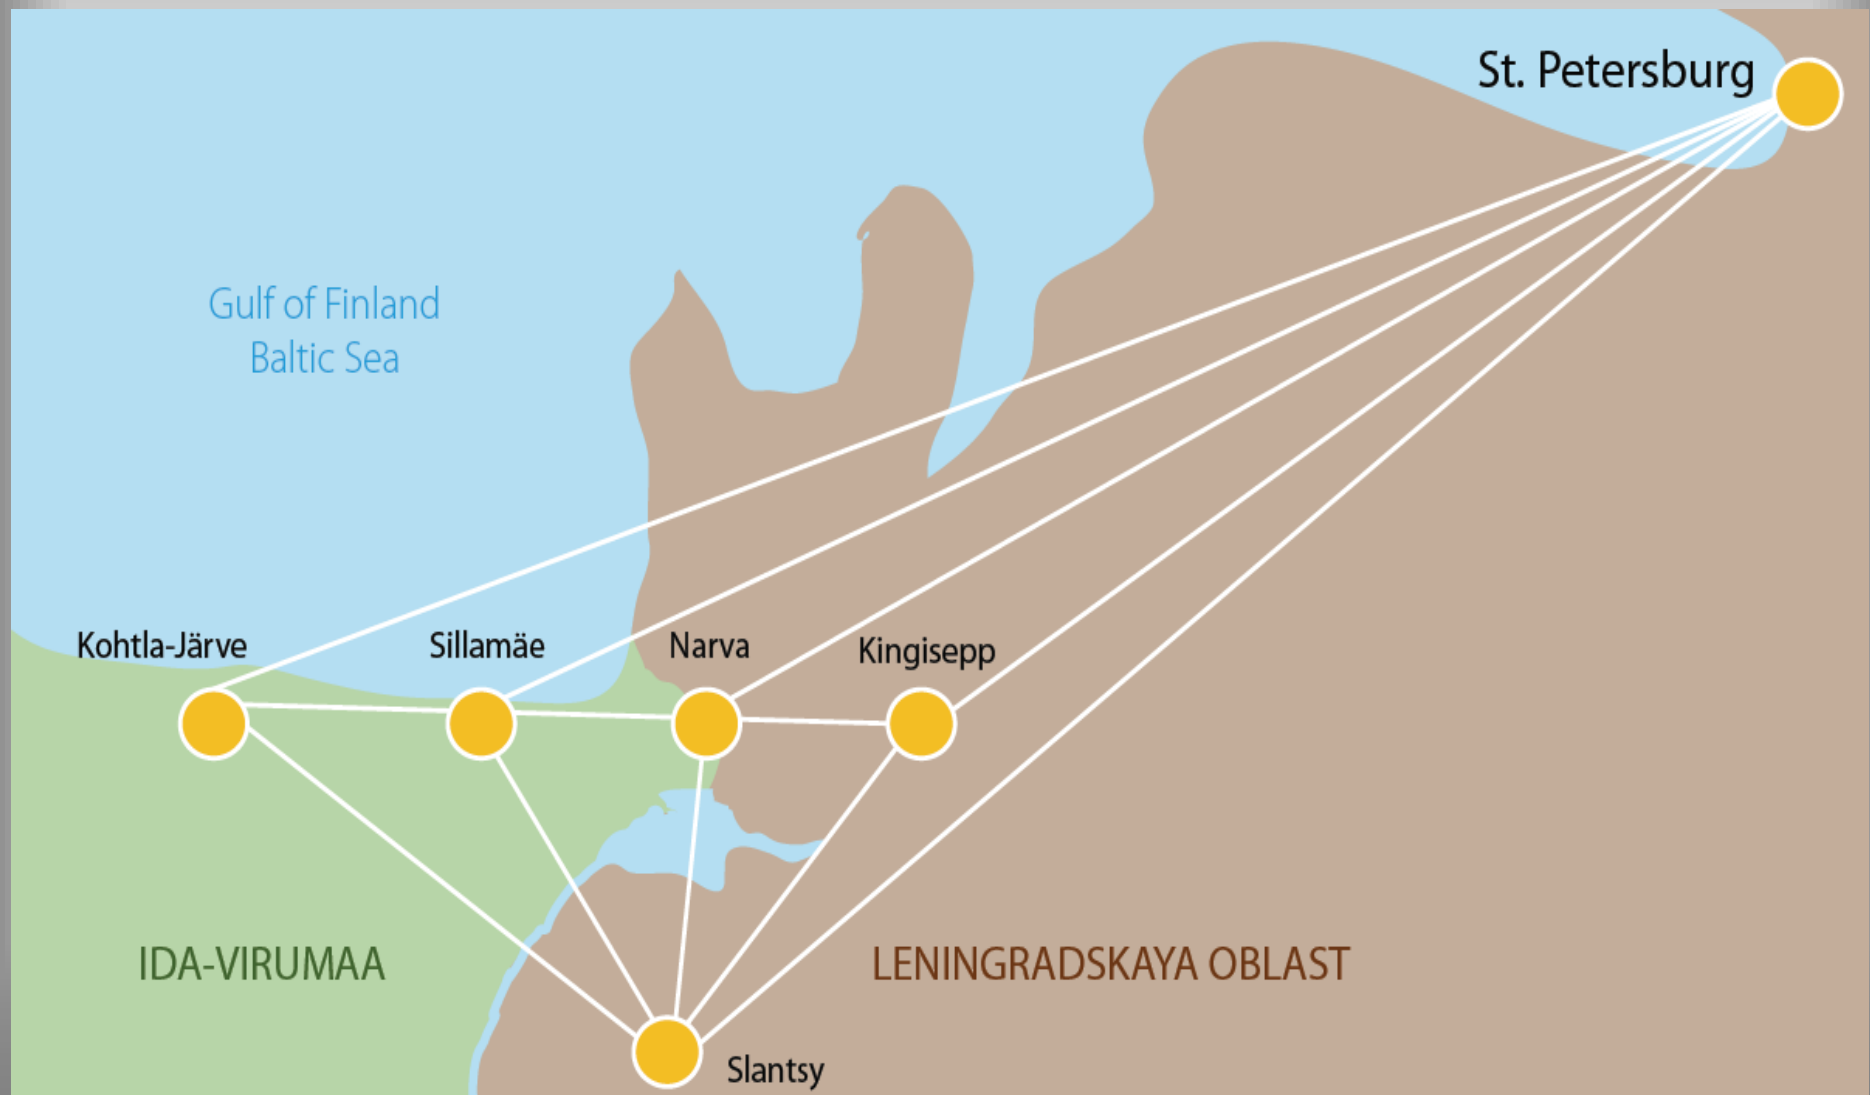 St. Petersburg
Gulf of Finland
Baltic Sea
Kohtla-Järve
Sillamäe
Narva
Kingisepp
IDA-VIRUMAA
LENINGRADSKAYA OBLAST
Slantsy